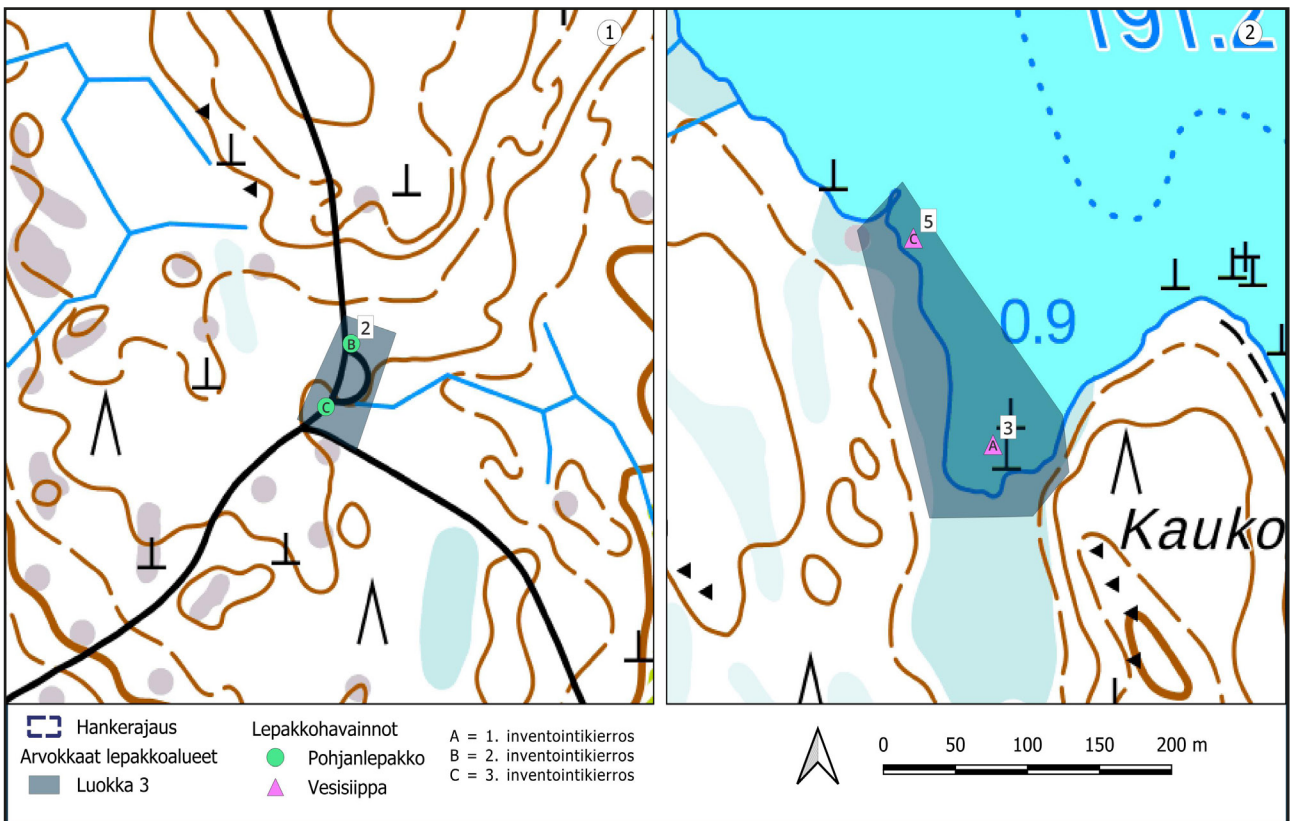 1
2
B
C
191.2
2
5
C
0.9
3
A
Kauko
Hankerajaus
Arvokkaat lepakkoalueet
Luokka 3
Lepakkohavainnot
Pohjanlepakko
Vesisiippa
A = 1. inventointikierros
B = 2. inventointikierros
C = 3. inventointikierros
0 50 100 150 200 m